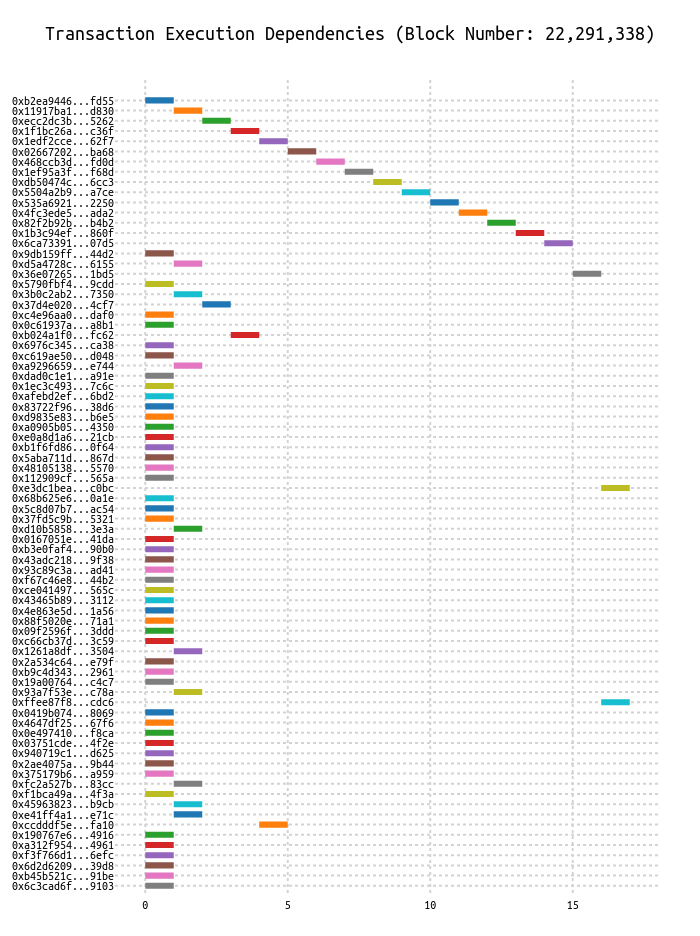 Transaction Execution Dependencies (Block Number: 22,291,338)
0xb2ea9446...fd55
0x11917ba1...d830
0xecc2dc3b...5262
0x1f1bc26a...c36f
0x1edf2cce...62f7
0x02667202...ba68
0x468ccb3d...fd0d
0x1ef95a3f...f68d
0xdb50474c...6cc3
0x5504a2b9...a7ce
0x535a6921...2250
0x4fc3ede5...ada2
0x82f2b92b...b4b2
0x1b3c94ef...860f
0x6ca73391...07d5
0x9db159ff...44d2
0xd5a4728c...6155
0x36e07265...1bd5
0x5790fbf4...9cdd
0x3b0c2ab2...7350
0x37d4e020...4cf7
0xc4e96aa0...daf0
0x0c61937a...a8b1
0xb024a1f0...fc62
0x6976c345...ca38
0xc619ae50...d048
0xa9296659...e744
0xdad0c1e1...a91e
0x1ec3c493...7c6c
0xafebd2ef...6bd2
0x83722f96...38d6
0xd9835e83...b6e5
0xa0905b05...4350
0xe0a8d1a6...21cb
0xb1f6fd86...0f64
0x5aba711d...867d
0x48105138...5570
0x112909cf...565a
0xe3dc1bea...c0bc
0x68b625e6...0a1e
0x5c8d07b7...ac54
0x37fd5c9b...5321
0xd10b5858...3e3a
0x0167051e...41da
0xb3e0faf4...90b0
0x43adc218...9f38
0x93c89c3a...ad41
0xf67c46e8...44b2
0xce041497...565c
0x43465b89...3112
0x4e863e5d...1a56
0x88f5020e...71a1
0x09f2596f...3ddd
0xc66cb37d...3c59
0x1261a8df...3504
0x2a534c64...e79f
0xb9c4d343...2961
0x19a00764...c4c7
0x93a7f53e...c78a
0xffee87f8...cdc6
0x0419b074...8069
0x4647df25...67f6
0x0e497410...f8ca
0x03751cde...4f2e
0x940719c1...d625
0x2ae4075a...9b44
0x375179b6...a959
0xfc2a527b...83cc
0xf1bca49a...4f3a
0x45963823...b9cb
0xe41ff4a1...e71c
0xccdddf5e...fa10
0x190767e6...4916
0xa312f954...4961
0xf3f766d1...6efc
0x6d2d6209...39d8
0xb45b521c...91be
0x6c3cad6f...9103
0 5 10 15